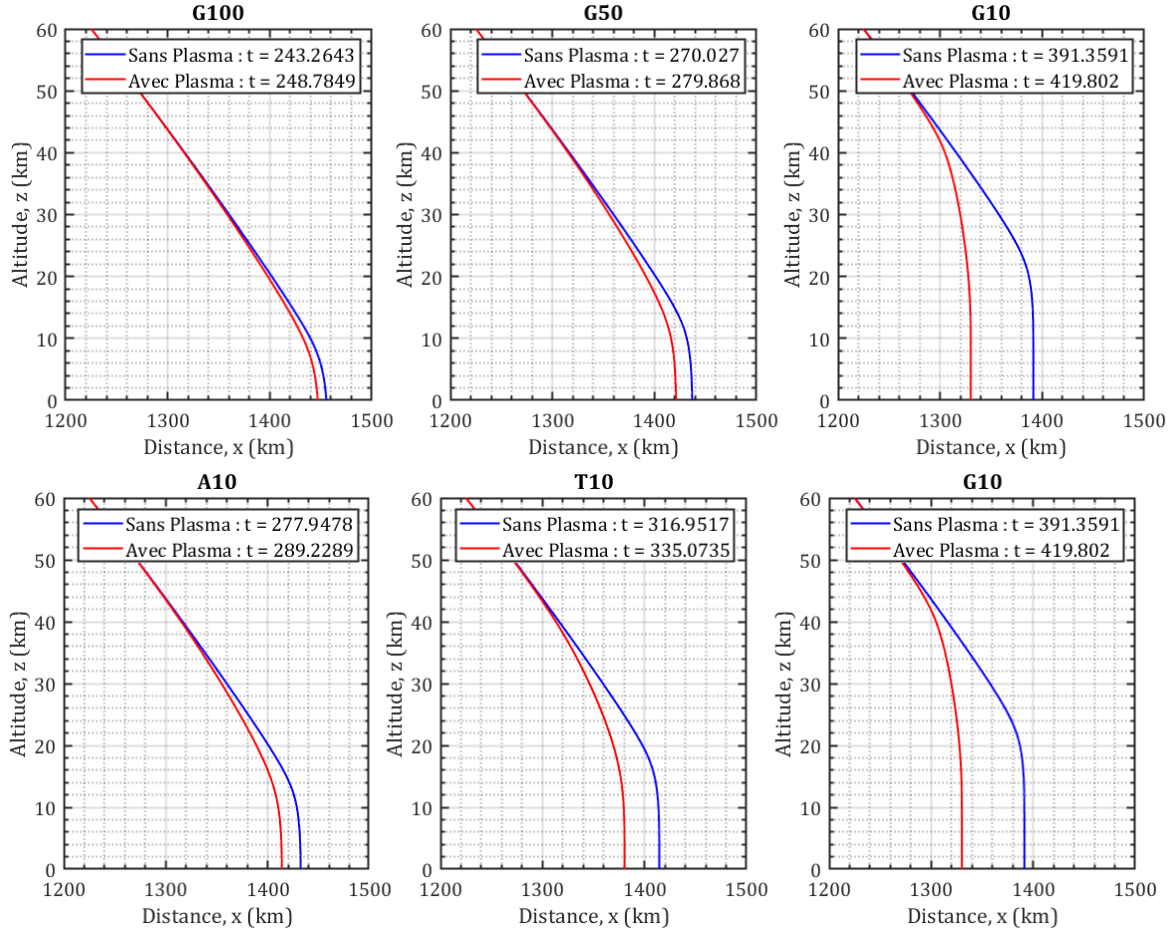 G100
Sans Plasma : t = 243.2643
Avec Plasma : t = 248.7849
60
50
40
30
20
10
0
Altitude, z (km)
1200 1300 1400 1500
Distance, x (km)
G50
Sans Plasma : t = 270.027
Avec Plasma : t = 279.868
60
50
40
30
20
10
0
Altitude, z (km)
1200 1300 1400 1500
Distance, x (km)
G10
Sans Plasma : t = 391.3591
Avec Plasma : t = 419.802
60
50
40
30
20
10
0
Altitude, z (km)
1200 1300 1400 1500
Distance, x (km)
A10
Sans Plasma : t = 277.9478
Avec Plasma : t = 289.2289
60
50
40
30
20
10
0
Altitude, z (km)
1200 1300 1400 1500
Distance, x (km)
T10
Sans Plasma : t = 316.9517
Avec Plasma : t = 335.0735
60
50
40
30
20
10
0
Altitude, z (km)
1200 1300 1400 1500
Distance, x (km)
G10
Sans Plasma : t = 391.3591
Avec Plasma : t = 419.802
60
50
40
30
20
10
0
Altitude, z (km)
1200 1300 1400 1500
Distance, x (km)